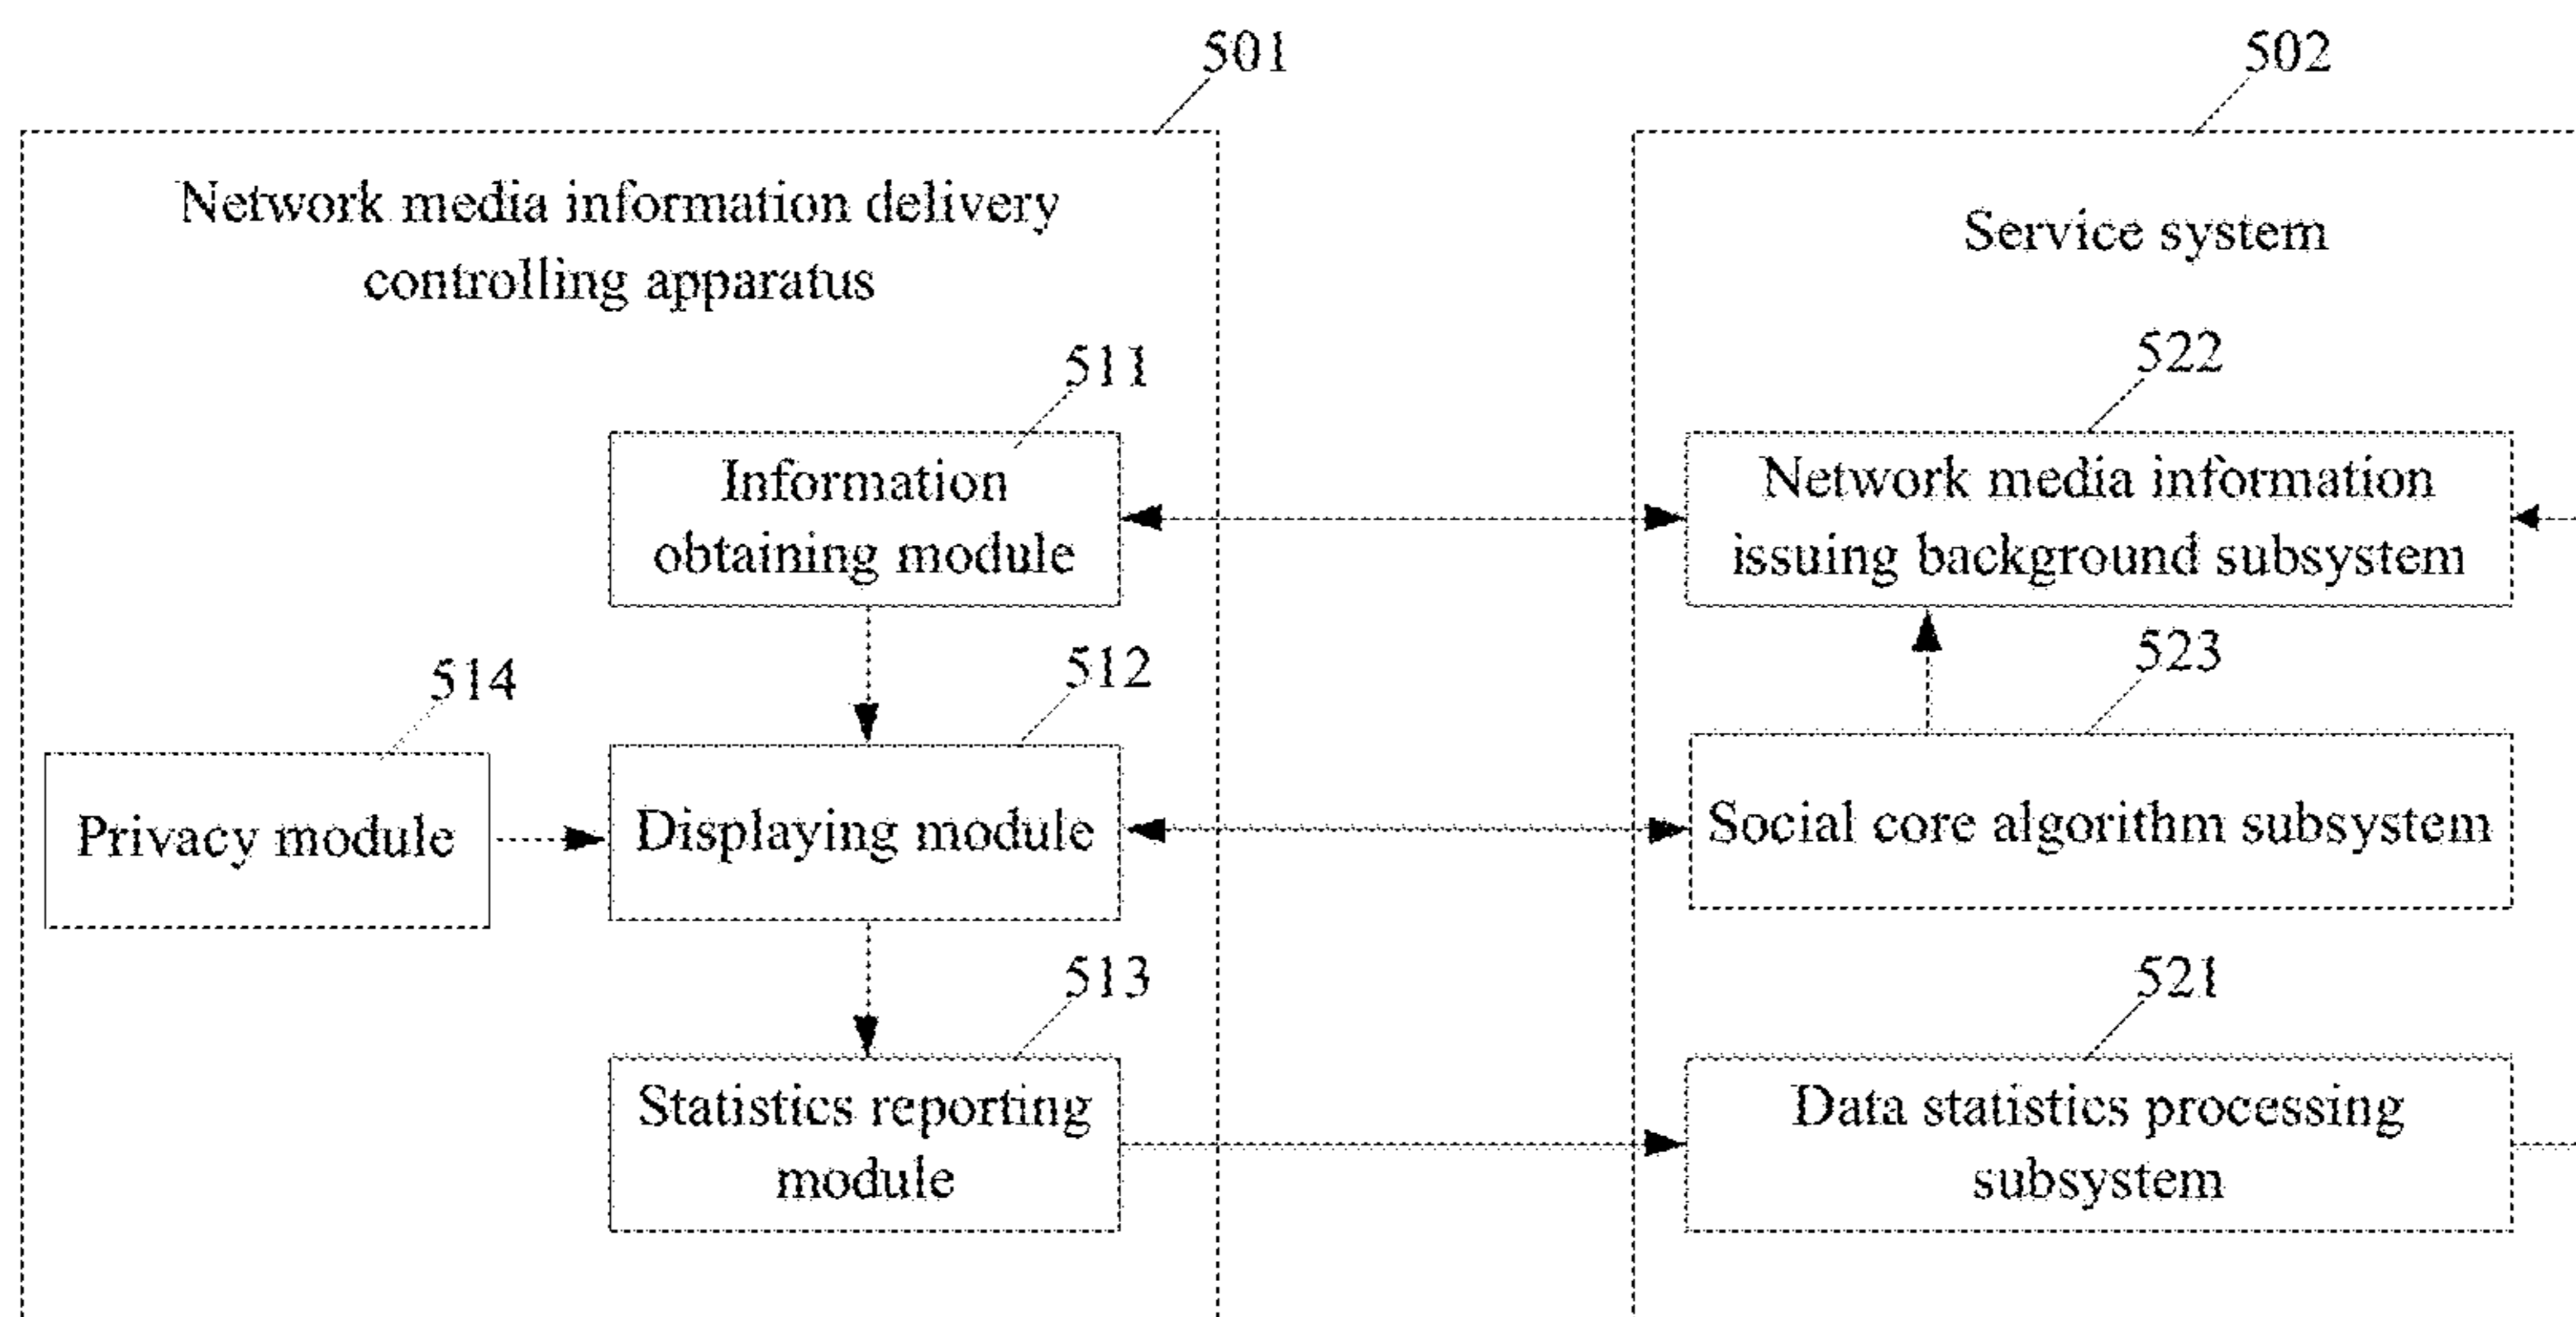 501
502
Network media information delivery
controlling apparatus
Service system
511
522
Information
obtaining module
Network media information
issuing background subsystem
514
512
523
Privacy module
Displaying module
Social core algorithm subsystem
513
521
Statistics reporting
module
Data statistics processing
subsystem